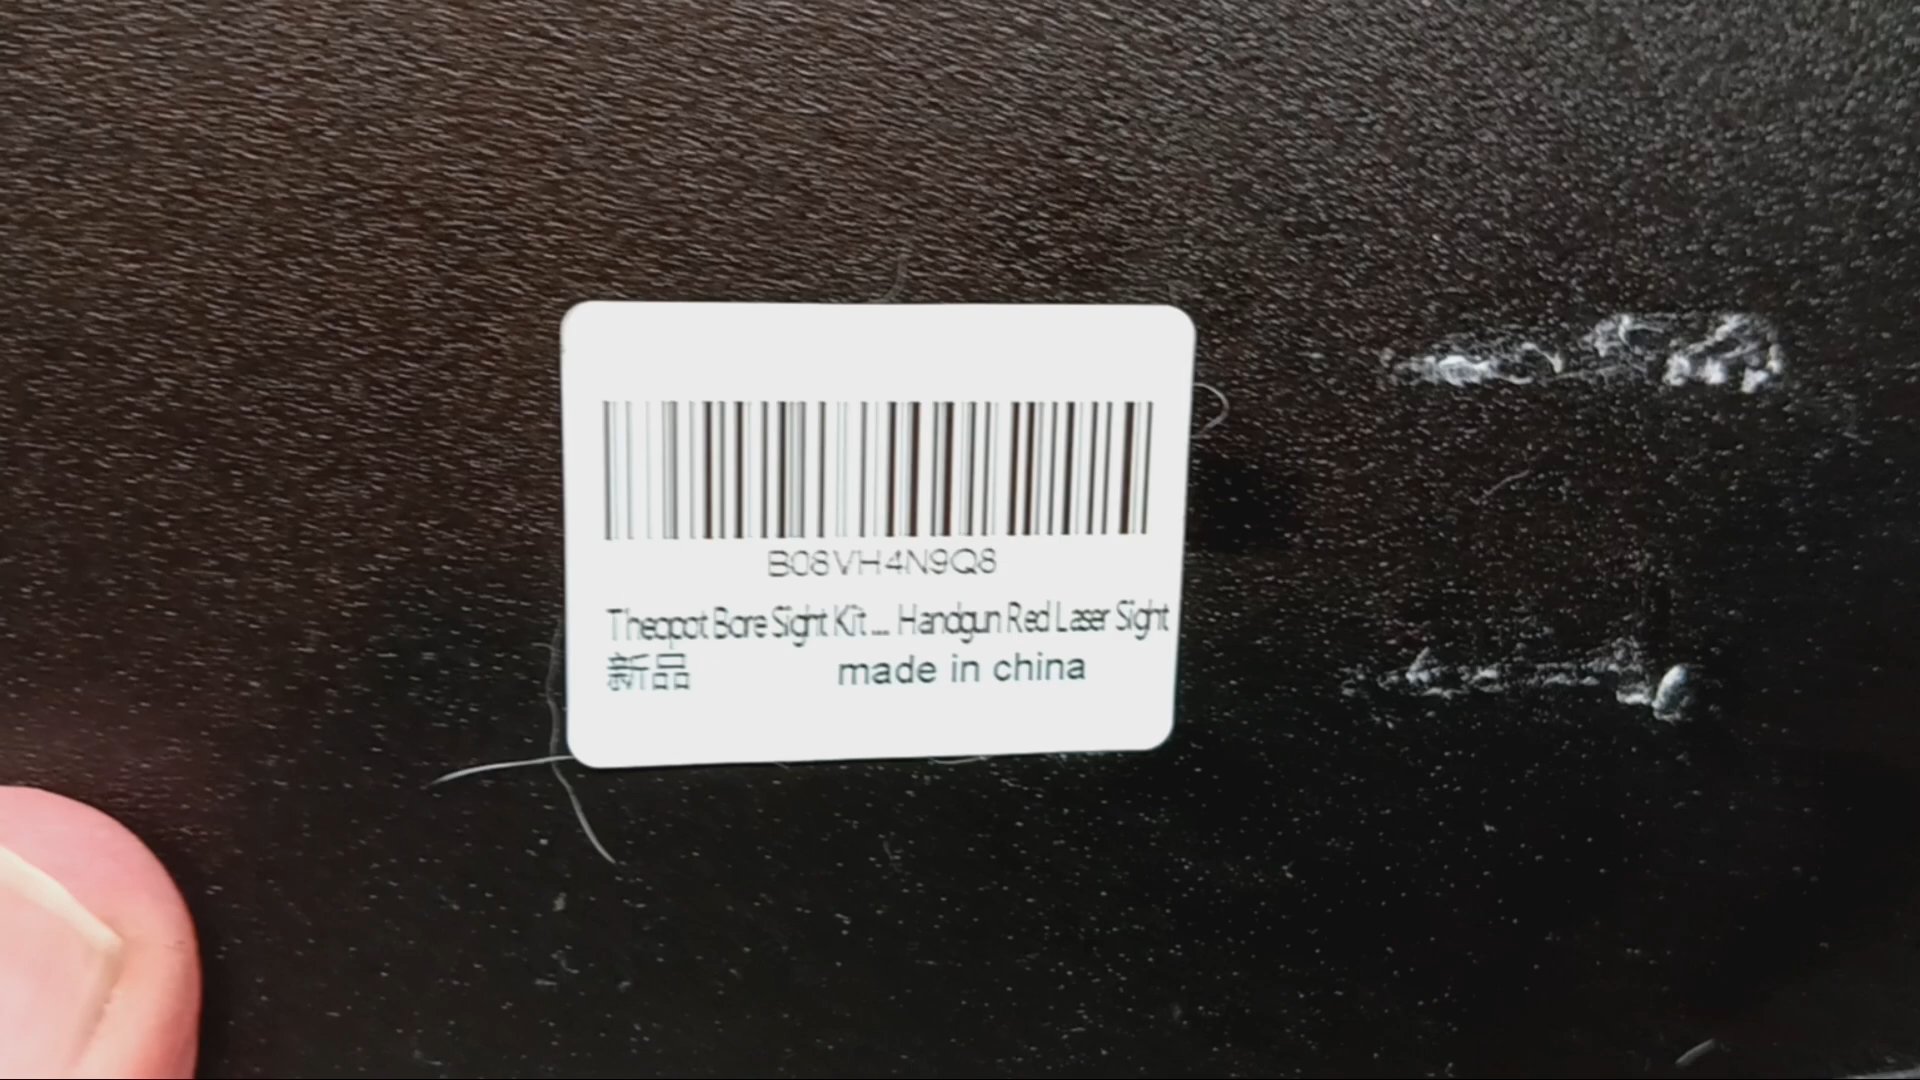 B08VH4N9Q8
Theopot Bore Sight Kit ... Handgun Red Laser Sight
新品 made in china